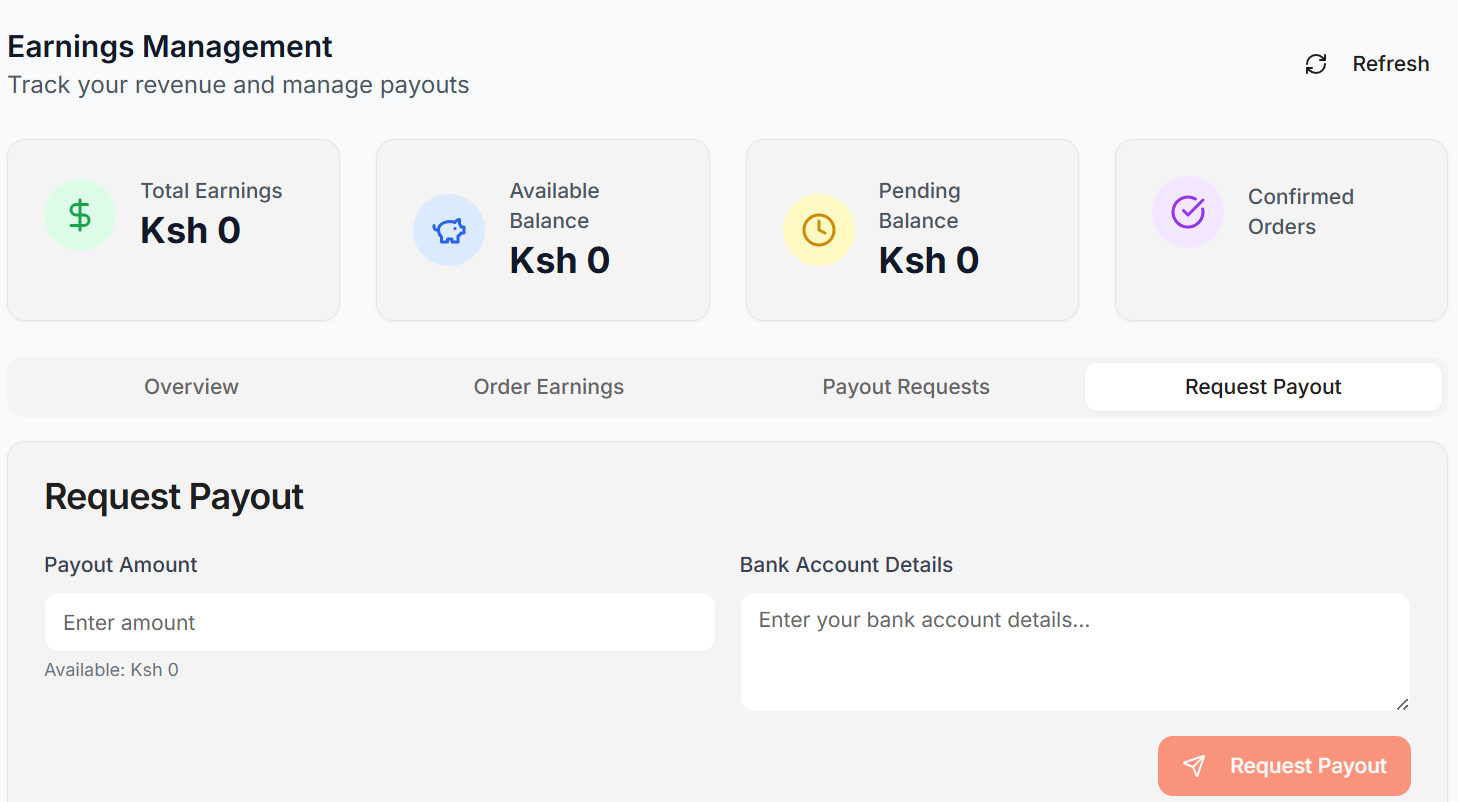 Earnings Management
Track your revenue and manage payouts
Refresh
Total Earnings
Ksh 0
Available
Balance
Ksh 0
Pending
Balance
Ksh 0
Confirmed
Orders
Overview
Order Earnings
Payout Requests
Request Payout
Request Payout
Payout Amount
Enter amount
Available: Ksh 0
Bank Account Details
Enter your bank account details...
Request Payout